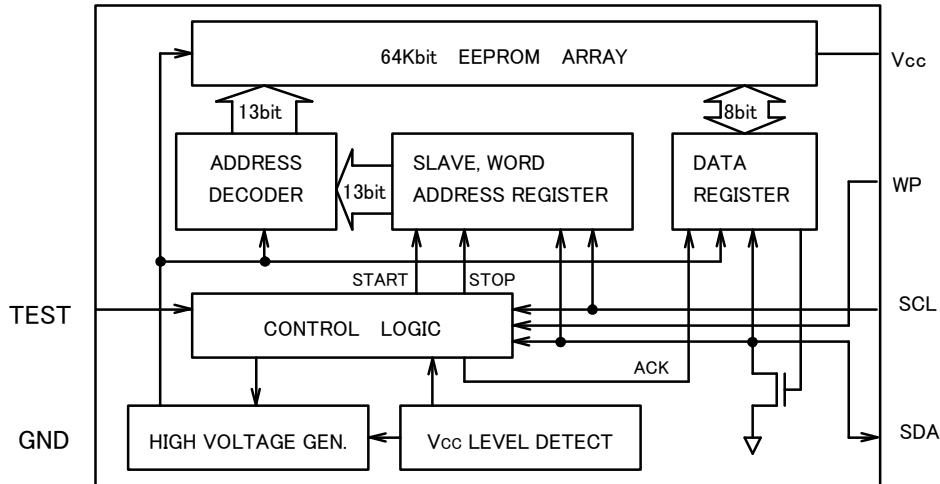 64Kbit EEPROM ARRAY
Vcc
13bit
8bit
ADDRESS
DECODER
13bit
SLAVE, WORD
ADDRESS REGISTER
DATA
REGISTER
WP
START
STOP
TEST
CONTROL LOGIC
SCL
ACK
GND
HIGH VOLTAGE GEN.
Vcc LEVEL DETECT
SDA